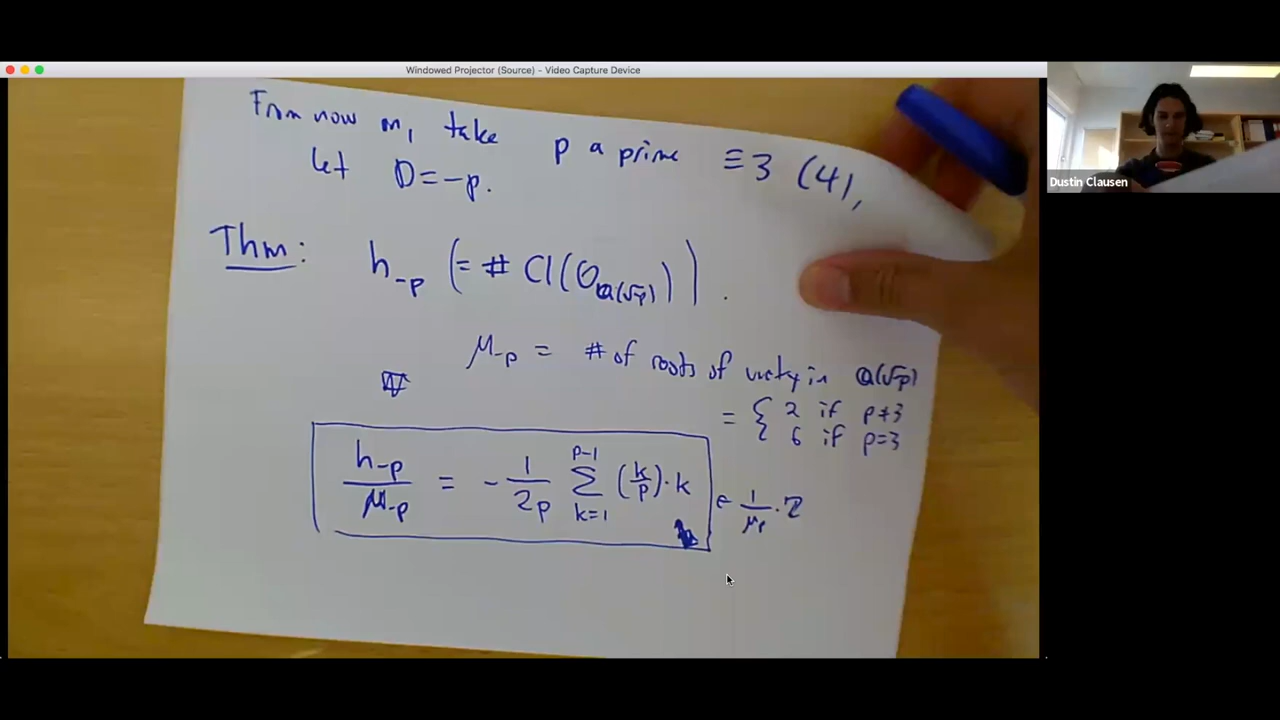 Windowed Projector (Source) - Video Capture Device
Dustin Clausen
From now on, take p a prime ≡ 3 (4),
let D = -p.
Thm: h_{-p} (= # Cl(O_{Q(√-p)})).
μ_{-p} = # of roots of unity in Q(√-p)
= { 2 if p≠3
6 if p=3
h_{-p}/μ_{-p} = -1/2p ∑_{k=1}^{p-1} (k/p)·k ∈ 1/μ_p · Z